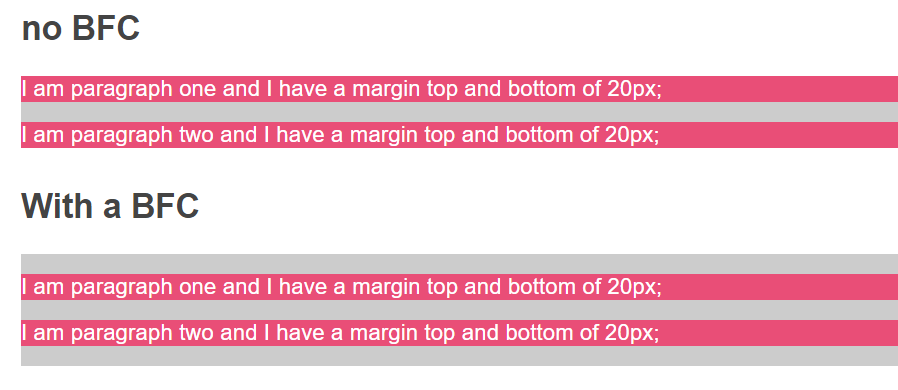 no BFC
I am paragraph one and I have a margin top and bottom of 20px;
I am paragraph two and I have a margin top and bottom of 20px;
With a BFC
I am paragraph one and I have a margin top and bottom of 20px;
I am paragraph two and I have a margin top and bottom of 20px;